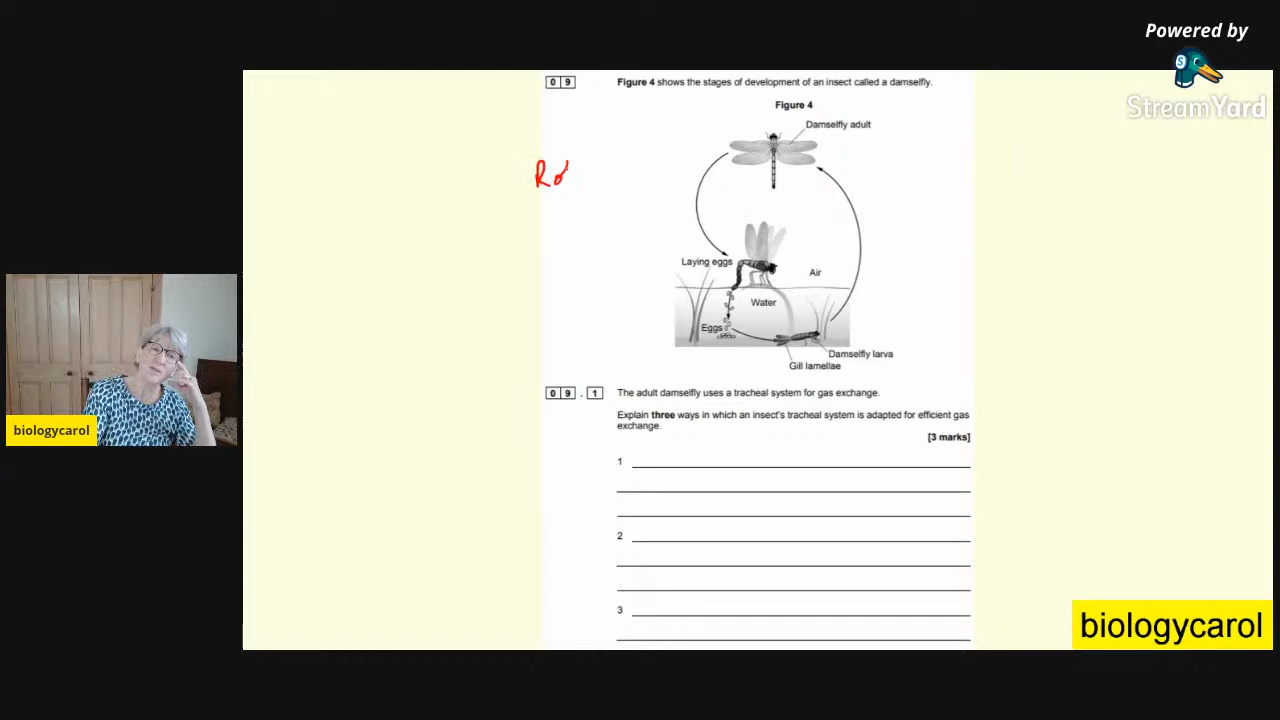 Powered by
StreamYard
0 9 Figure 4 shows the stages of development of an insect called a damselfly.
Figure 4
Damselfly adult
Laying eggs
Air
Water
Eggs
Damselfly larva
Gill lamellae
0 9 . 1 The adult damselfly uses a tracheal system for gas exchange.
Explain three ways in which an insect's tracheal system is adapted for efficient gas
exchange.
[3 marks]
1
2
3
biologycarol
biologycarol